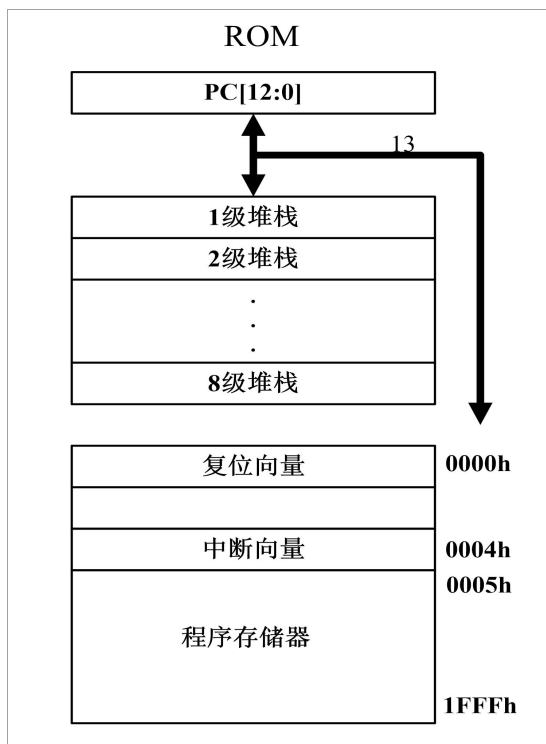 ROM
PC[12:0]
13
1级堆栈
2级堆栈
.
.
.
8级堆栈
复位向量
0000h
中断向量
0004h
0005h
程序存储器
1FFFh